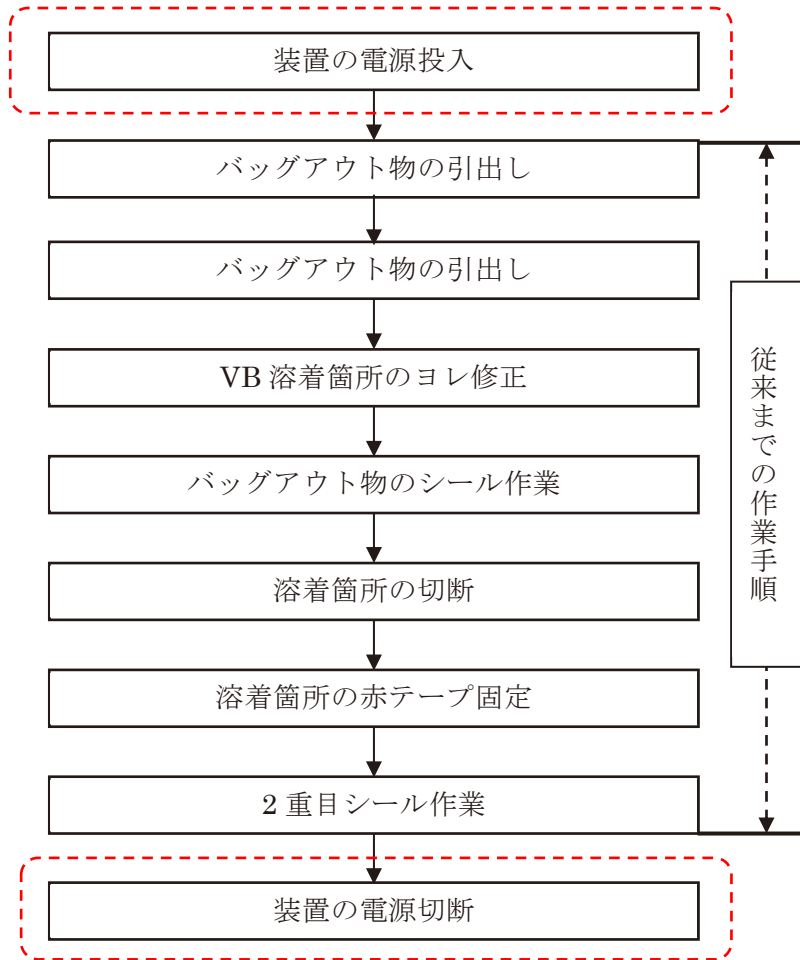 装置の電源投入
バッグアウト物の引出し
バッグアウト物の引出し
VB 溶着箇所のヨレ修正
バッグアウト物のシール作業
溶着箇所の切断
溶着箇所の赤テープ固定
2 重目シール作業
装置の電源切断
従来までの作業手順